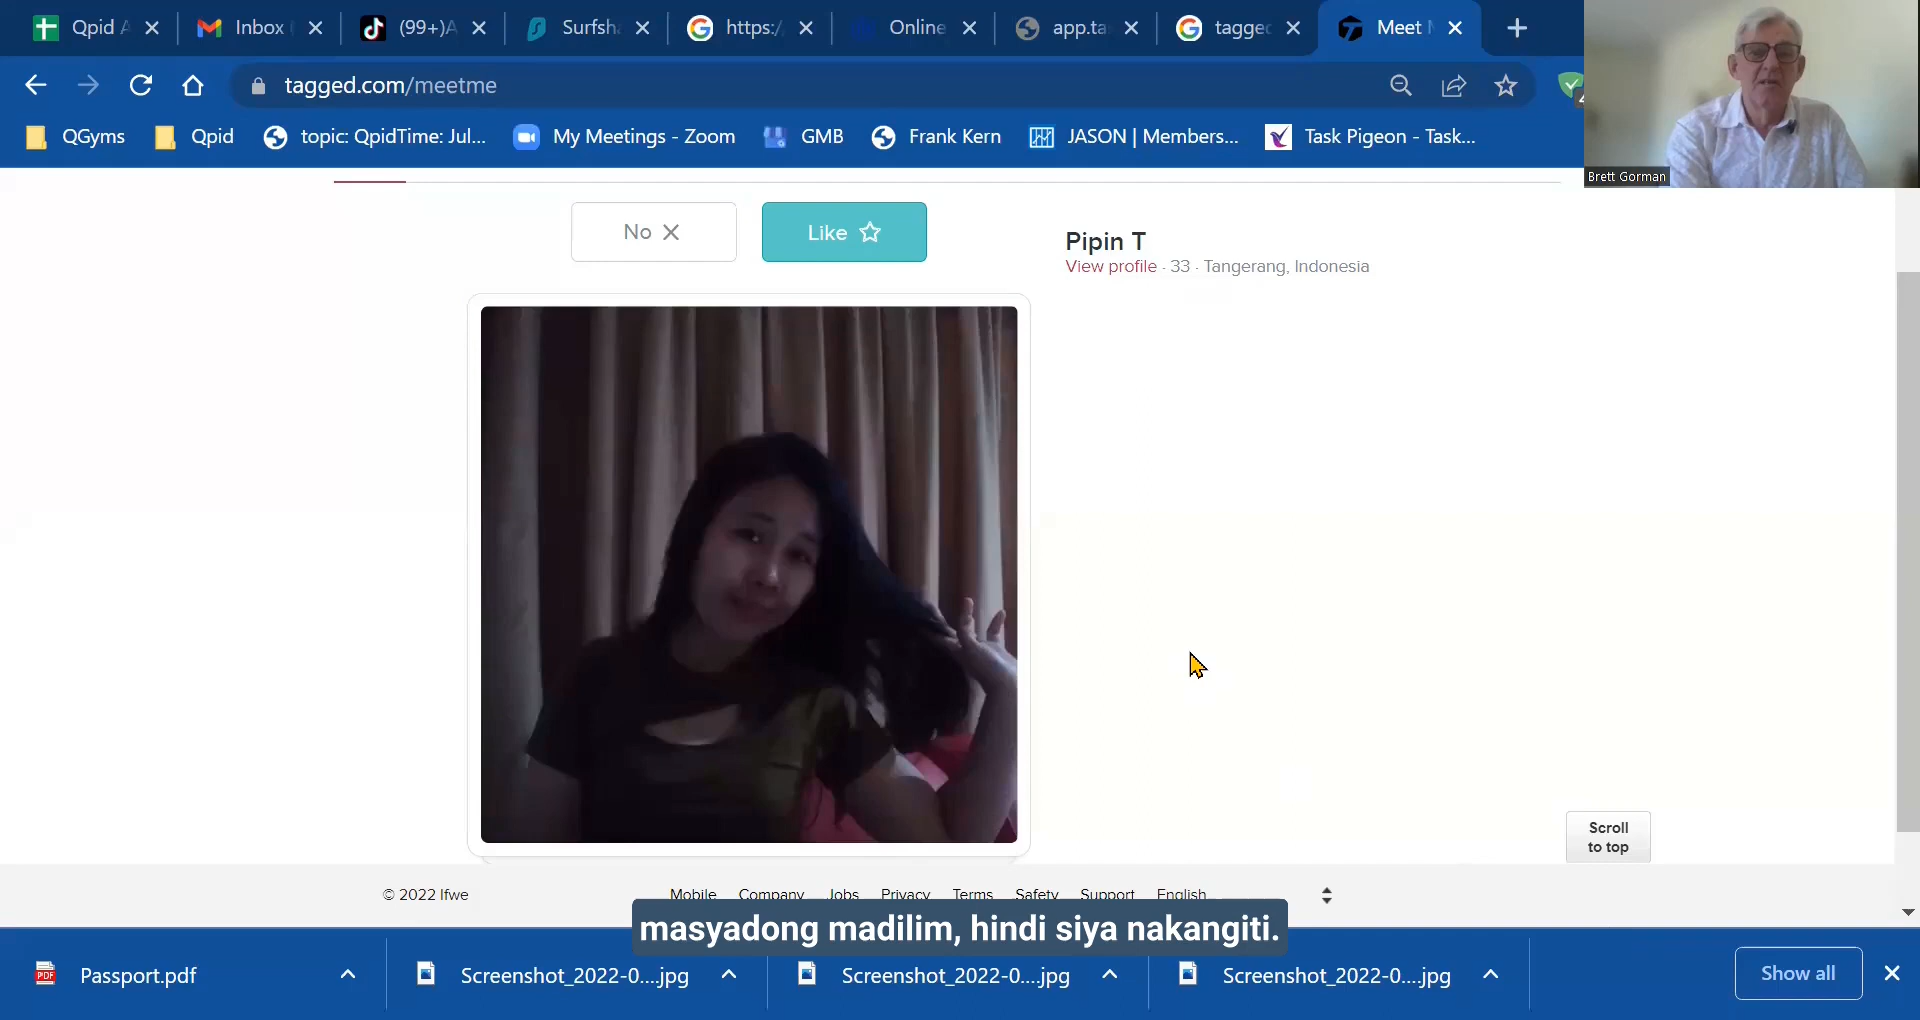 Qpid A
Inbox
(99+)A
Surfsha
https:/
Online
app.ta
tagged
Meet M
tagged.com/meetme
QGyms
Qpid
topic: QpidTime: Jul...
My Meetings - Zoom
GMB
Frank Kern
JASON | Members...
Task Pigeon - Task...
Brett Gorman
No
Like
Pipin T
View profile · 33 · Tangerang, Indonesia
Scroll
to top
© 2022 Ifwe
Mobile Company Jobs Privacy Terms Safety Support English
masyadong madilim, hindi siya nakangiti.
Passport.pdf
Screenshot_2022-0....jpg
Screenshot_2022-0....jpg
Screenshot_2022-0....jpg
Show all